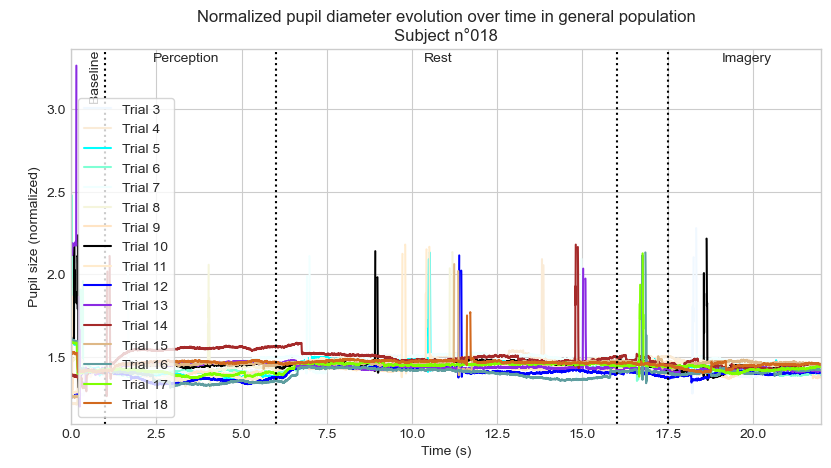 Normalized pupil diameter evolution over time in general population
Subject n°018
Baseline
Perception
Rest
Imagery
Pupil size (normalized)
3.0
2.5
2.0
1.5
Trial 3
Trial 4
Trial 5
Trial 6
Trial 7
Trial 8
Trial 9
Trial 10
Trial 11
Trial 12
Trial 13
Trial 14
Trial 15
Trial 16
Trial 17
Trial 18
0.0 2.5 5.0 7.5 10.0 12.5 15.0 17.5 20.0
Time (s)